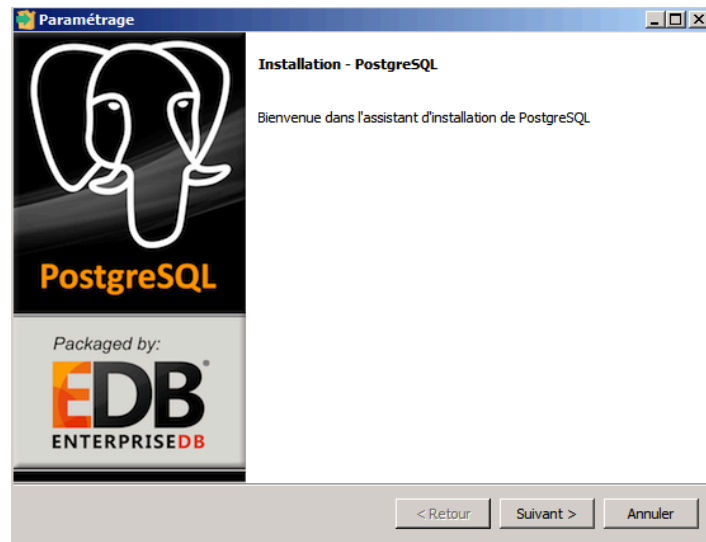 Paramétrage
Installation - PostgreSQL
Bienvenue dans l'assistant d'installation de PostgreSQL
PostgreSQL
Packaged by:
EDB
ENTERPRISEDB
< Retour
Suivant >
Annuler